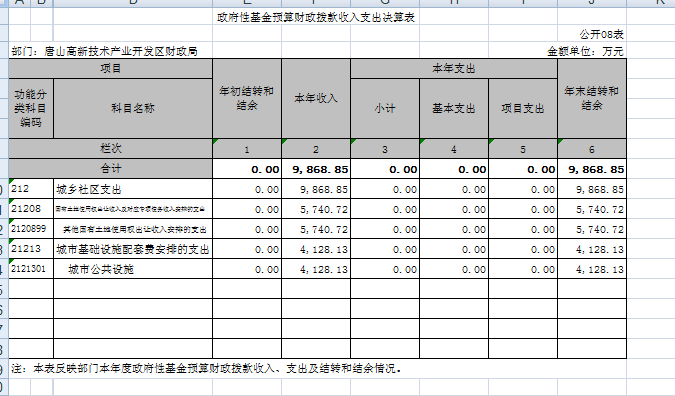 A B D E F G H I J K
政府性基金预算财政拨款收入支出决算表
公开08表
部门：唐山高新技术产业开发区财政局 金额单位：万元
项目 年初结转和结余 本年收入 本年支出 年末结转和结余
功能分类科目编码 科目名称 小计 基本支出 项目支出
栏次 1 2 3 4 5 6
合计 0.00 9,868.85 0.00 0.00 0.00 9,868.85
212 城乡社区支出 0.00 9,868.85 0.00 0.00 0.00 9,868.85
21208 国有土地使用权出让收入及对应专项债务收入安排的支出 0.00 5,740.72 0.00 0.00 0.00 5,740.72
2120899 其他国有土地使用权出让收入安排的支出 0.00 5,740.72 0.00 0.00 0.00 5,740.72
21213 城市基础设施配套费安排的支出 0.00 4,128.13 0.00 0.00 0.00 4,128.13
2121301 城市公共设施 0.00 4,128.13 0.00 0.00 0.00 4,128.13
注：本表反映部门本年度政府性基金预算财政拨款收入、支出及结转和结余情况。